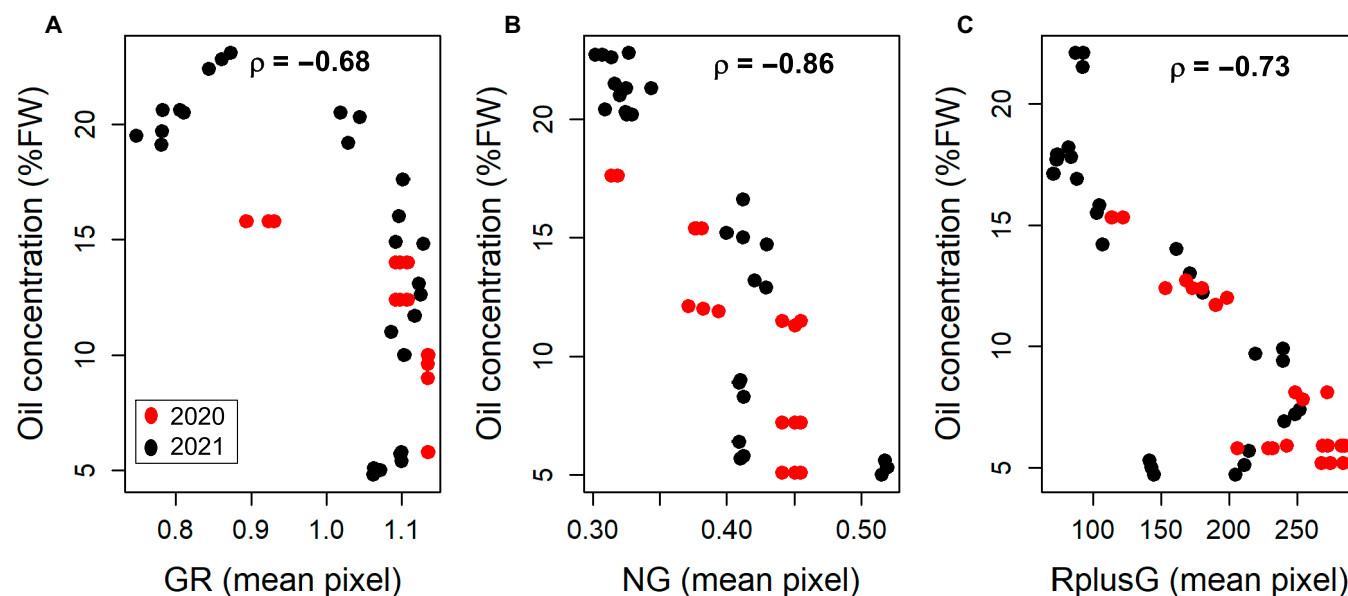 A
ρ = −0.68
Oil concentration (%FW)
20
15
10
5
2020
2021
0.8 0.9 1.0 1.1
GR (mean pixel)
B
ρ = −0.86
Oil concentration (%FW)
20
15
10
5
0.30 0.40 0.50
NG (mean pixel)
C
ρ = −0.73
Oil concentration (%FW)
20
15
10
5
100 150 200 250
RplusG (mean pixel)